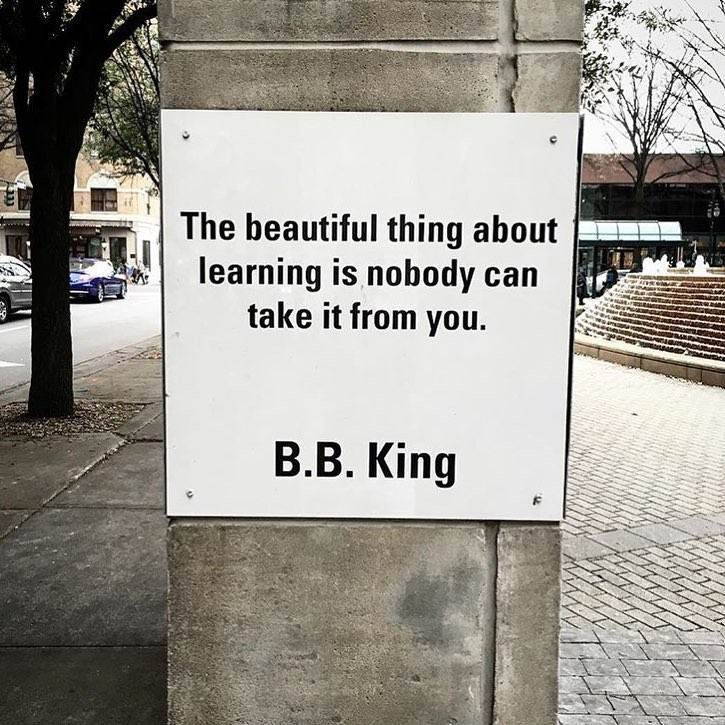 The beautiful thing about
learning is nobody can
take it from you.
B.B. King